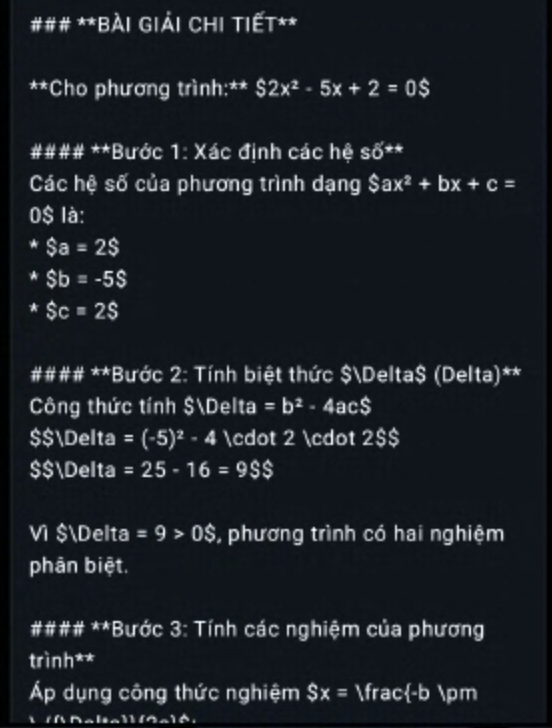 ### **BÀI GIẢI CHI TIẾT**
**Cho phương trình:** $2x² - 5x + 2 = 0$
#### **Bước 1: Xác định các hệ số**
Các hệ số của phương trình dạng $ax² + bx + c =
0$ là:
* $a = 2$
* $b = -5$
* $c = 2$
#### **Bước 2: Tính biệt thức $\Delta$ (Delta)**
Công thức tính $\Delta = b² - 4ac$
$$\Delta = (-5)² - 4 \cdot 2 \cdot 2$$
$$\Delta = 25 - 16 = 9$$
Vì $\Delta = 9 > 0$, phương trình có hai nghiệm
phân biệt.
#### **Bước 3: Tính các nghiệm của phương
trình**
Áp dụng công thức nghiệm $x = \frac{-b \pm